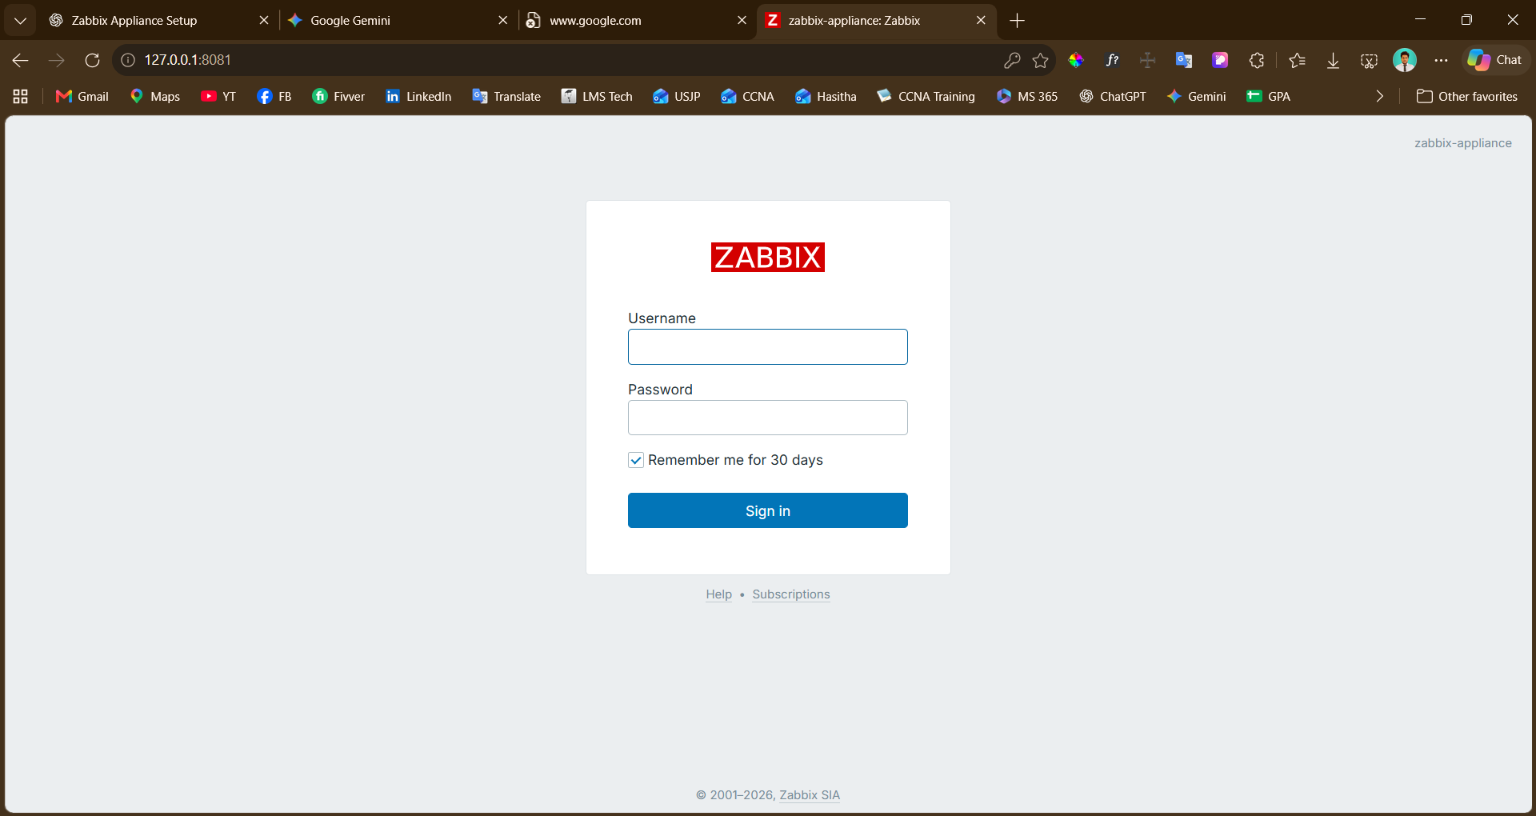 Zabbix Appliance Setup
Google Gemini
www.google.com
Z zabbix-appliance: Zabbix
127.0.0.1:8081
f?
Chat
Gmail Maps YT FB Fivver LinkedIn Translate LMS Tech USJP CCNA Hasitha CCNA Training MS 365 ChatGPT Gemini GPA Other favorites
zabbix-appliance
ZABBIX
Username
Password
Remember me for 30 days
Sign in
Help • Subscriptions
© 2001–2026, Zabbix SIA